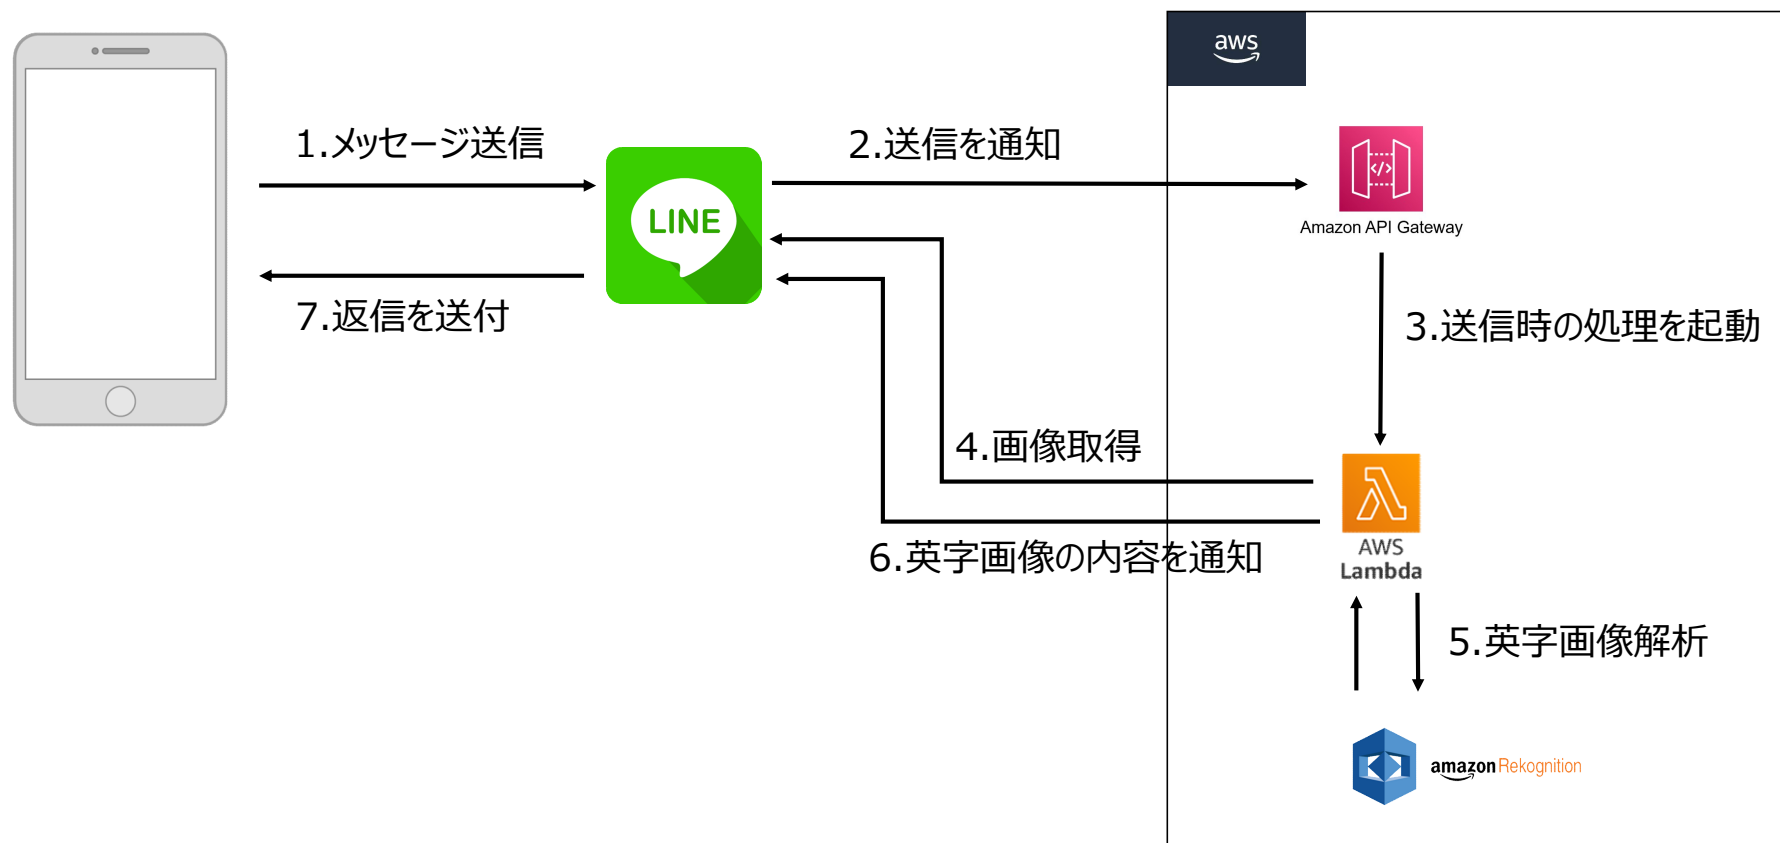 aws
1.メッセージ送信
2.送信を通知
LINE
Amazon API Gateway
7.返信を送付
3.送信時の処理を起動
4.画像取得
6.英字画像の内容を通知
AWS
Lambda
5.英字画像解析
amazon Rekognition